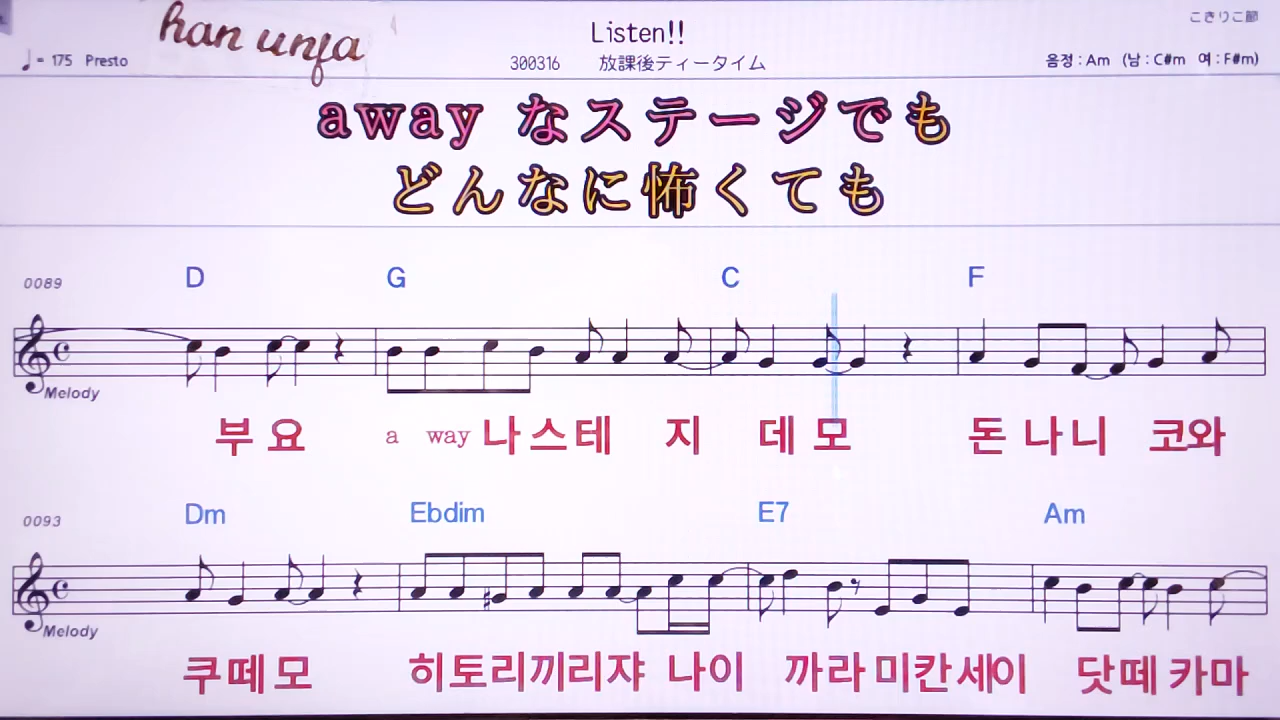 han unfa
Listen!!
こきりこ節
♩= 175 Presto
300316 放課後ティータイム
음정 : Am (남 : C#m 여 : F#m)
away なステージでも
どんなに怖くても
0089 D G C F
Melody
부요 a way 나스테 지 데모 돈나니 코와
0093 Dm Ebdim E7 Am
Melody
쿠떼모 히토리끼리쟈 나이 까라미칸세이 닷떼카마